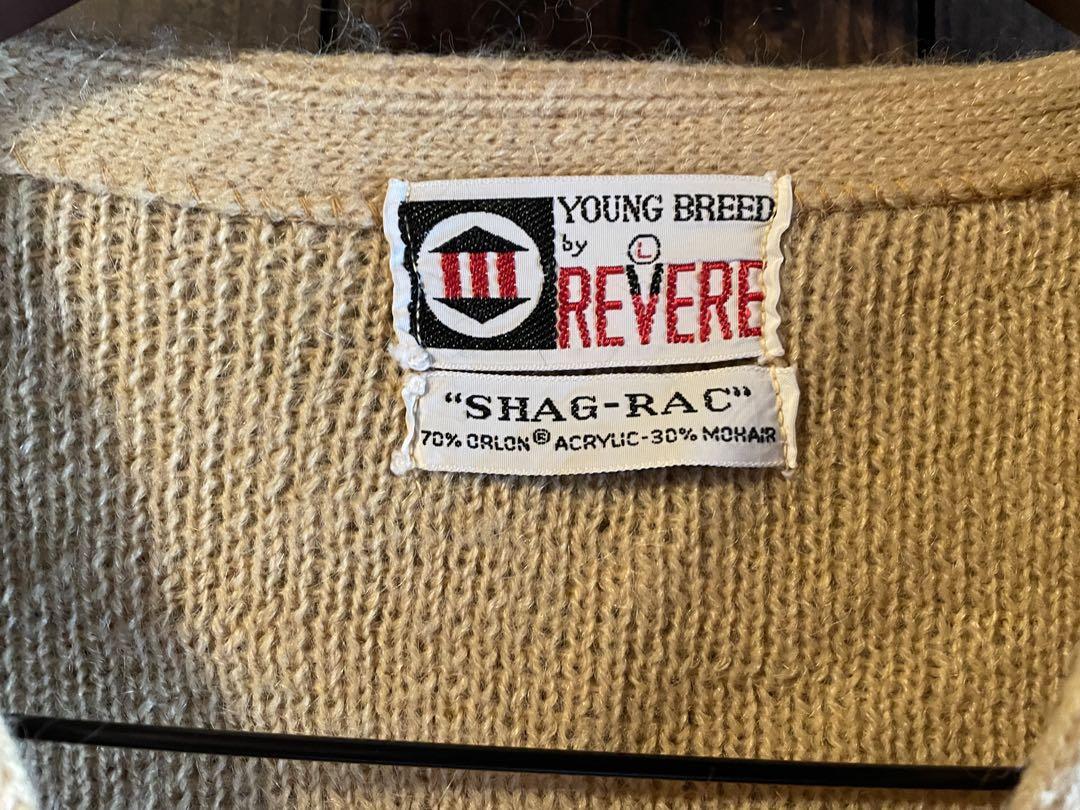 YOUNG BREED
by
L
REVERE
"SHAG-RAC"
70% ORLON® ACRYLIC-30% MOHAIR